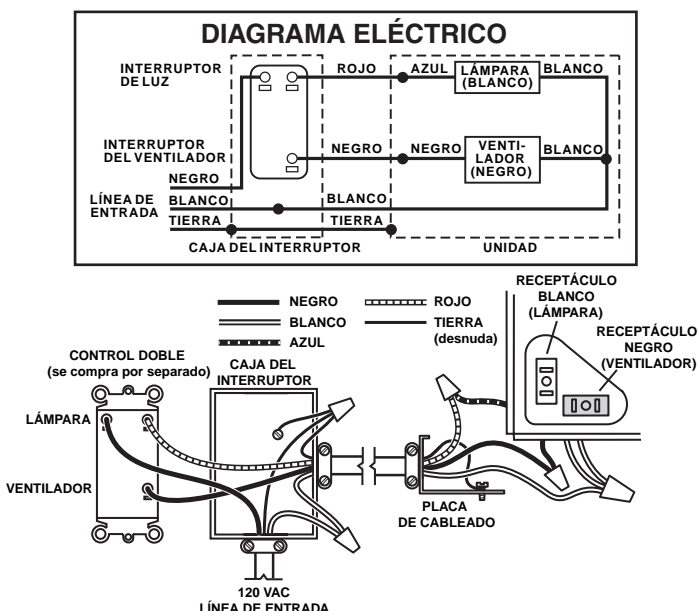 DIAGRAMA ELÉCTRICO
INTERRUPTOR
DE LUZ
ROJO
AZUL
LÁMPARA
(BLANCO)
BLANCO
INTERRUPTOR
DEL VENTILADOR
NEGRO
NEGRO
VENTI-
LADOR
(NEGRO)
BLANCO
NEGRO
LÍNEA DE
ENTRADA
BLANCO
BLANCO
TIERRA
TIERRA
CAJA DEL INTERRUPTOR
UNIDAD
NEGRO
ROJO
BLANCO
TIERRA
(desnuda)
AZUL
RECEPTÁCULO
BLANCO
(LÁMPARA)
RECEPTÁCULO
NEGRO
(VENTILADOR)
CONTROL DOBLE
(se compra por separado)
CAJA DEL
INTERRUPTOR
LÁMPARA
VENTILADOR
PLACA
DE CABLEADO
120 VAC
LÍNEA DE ENTRADA